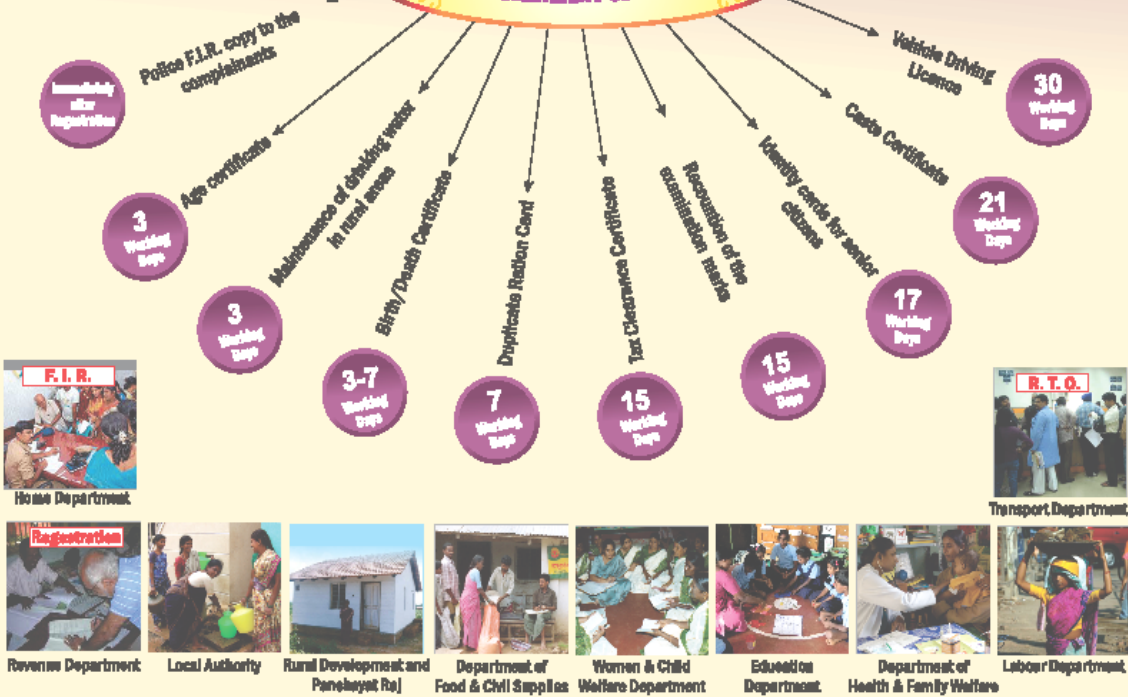 Police F.I.R. copy to the
complainants
Immediately
after
Registration
Age certificate
3
Working
Days
Maintenance of drinking water
in rural areas
3
Working
Days
Birth/Death Certificate
3-7
Working
Days
Duplicate Ration Card
7
Working
Days
Tax Clearance Certificate
15
Working
Days
Recounting of the
examination marks
15
Working
Days
Identity cards for senior
citizens
17
Working
Days
Caste Certificate
21
Working
Days
Vehicle Driving
Licence
30
Working
Days
F.I.R.
Home Department
R.T.O.
Transport Department
Registration
Revenue Department
Local Authority
Rural Development and
Panchayat Raj
Department of
Food & Civil Supplies
Women & Child
Welfare Department
Education
Department
Department of
Health & Family Welfare
Labour Department